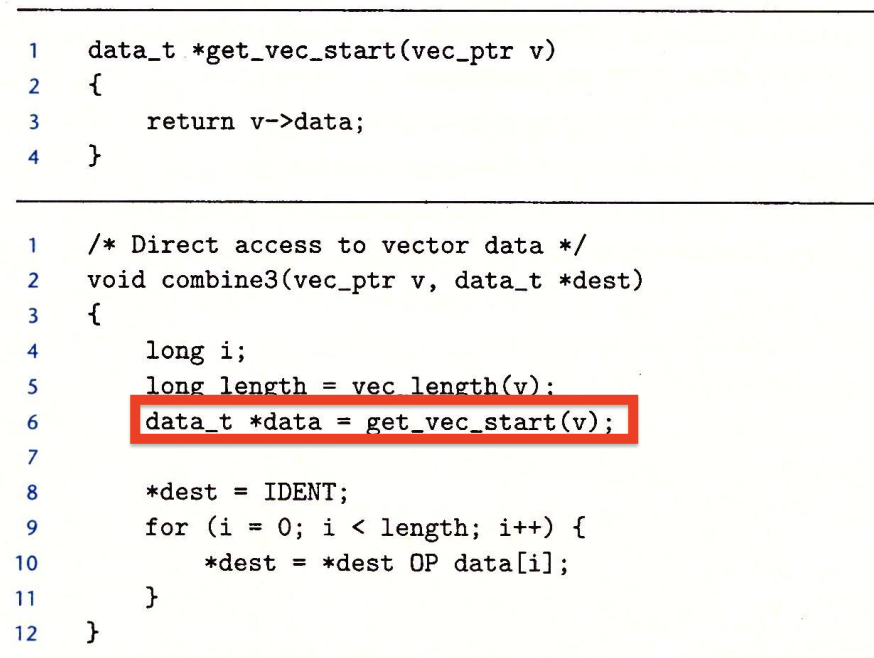 1 data_t *get_vec_start(vec_ptr v)
2 {
3     return v->data;
4 }
1 /* Direct access to vector data */
2 void combine3(vec_ptr v, data_t *dest)
3 {
4     long i;
5     long length = vec_length(v);
6     data_t *data = get_vec_start(v);
7
8     *dest = IDENT;
9     for (i = 0; i < length; i++) {
10         *dest = *dest OP data[i];
11     }
12 }